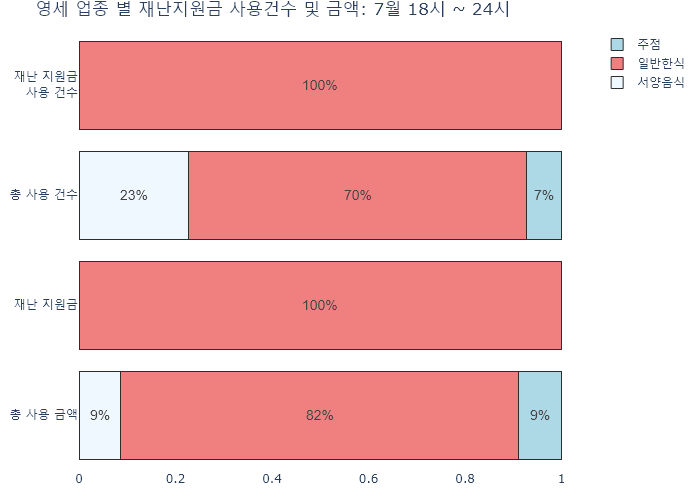 영세 업종 별 재난지원금 사용건수 및 금액: 7월 18시 ~ 24시
주점
일반한식
서양음식
재난 지원금
사용 건수
100%
총 사용 건수
23%
70%
7%
재난 지원금
100%
총 사용 금액
9%
82%
9%
0
0.2
0.4
0.6
0.8
1